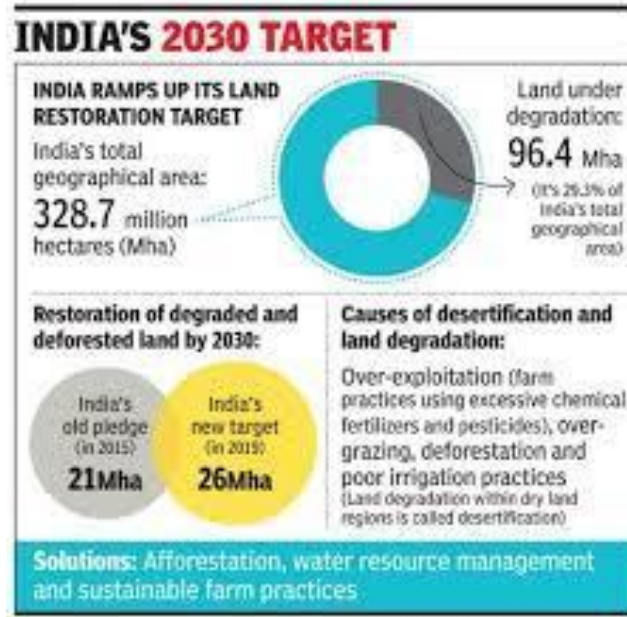 INDIA'S 2030 TARGET
INDIA RAMPS UP ITS LAND
RESTORATION TARGET
India's total
geographical area:
328.7 million
hectares (Mha)
Land under
degradation:
96.4 Mha
(It's 29.3% of
India's total
geographical
area)
Restoration of degraded and
deforested land by 2030:
India's
old pledge
(in 2015)
21Mha
India's
new target
(in 2019)
26Mha
Causes of desertification and
land degradation:
Over-exploitation (farm
practices using excessive chemical
fertilizers and pesticides), over-
grazing, deforestation and
poor irrigation practices
(Land degradation within dry land
regions is called desertification)
Solutions: Afforestation, water resource management
and sustainable farm practices